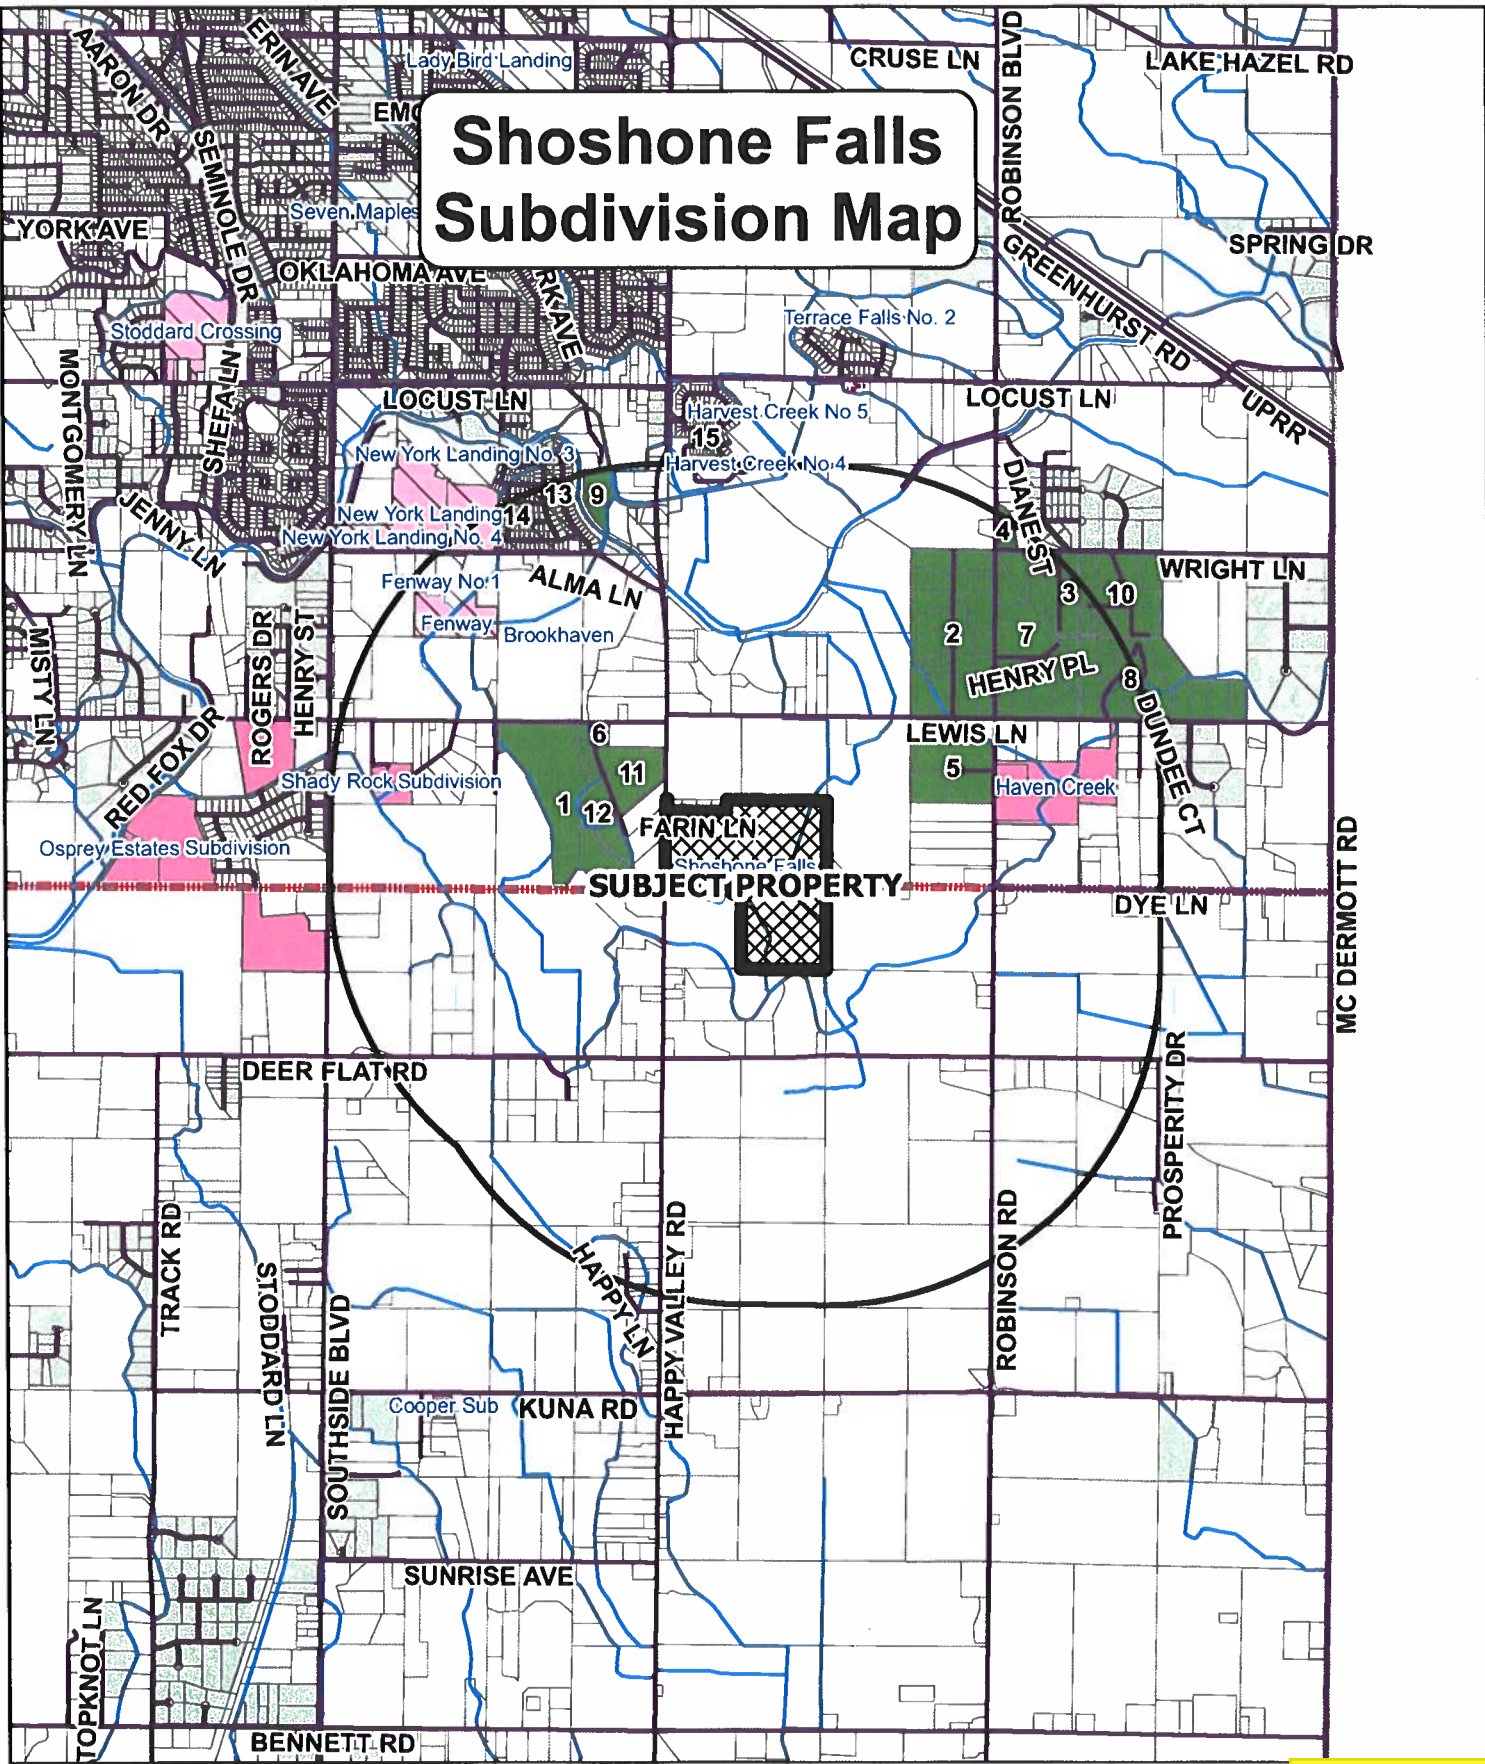 AARON DR
ERIN AVE
Lady Bird Landing
CRUSE LN
ROBINSON BLVD
LAKE HAZEL RD
EMO
Shoshone Falls
Subdivision Map
SEMINOLE DR
YORK AVE
Seven Maples
SPRING DR
OKLAHOMA AVE
RK AVE
GREENHURST RD
Stoddard Crossing
Terrace Falls No. 2
MONTGOMERY LN
SHEFA LN
LOCUST LN
LOCUST LN
UPRR
Harvest Creek No 5
15
New York Landing No. 3
Harvest Creek No 4
JENNY LN
13
9
New York Landing
14
DIANE ST
4
New York Landing No. 4
Fenway No 1
ALMA LN
WRIGHT LN
3
10
Fenway
Brookhaven
MISTY LN
ROGERS DR
HENRY ST
2
7
HENRY PL
8
RED FOX DR
6
LEWIS LN
DUNDEE CT
Shady Rock Subdivision
11
5
Haven Creek
1
12
FARIN LN
Osprey Estates Subdivision
Shoshone Falls
SUBJECT PROPERTY
DYE LN
MC DERMOTT RD
DEER FLAT RD
PROSPERITY DR
TRACK RD
STODDARD LN
SOUTHSIDE BLVD
HAPPY LN
HAPPY VALLEY RD
ROBINSON RD
Cooper Sub
KUNA RD
SUNRISE AVE
TOPKNOT LN
BENNETT RD